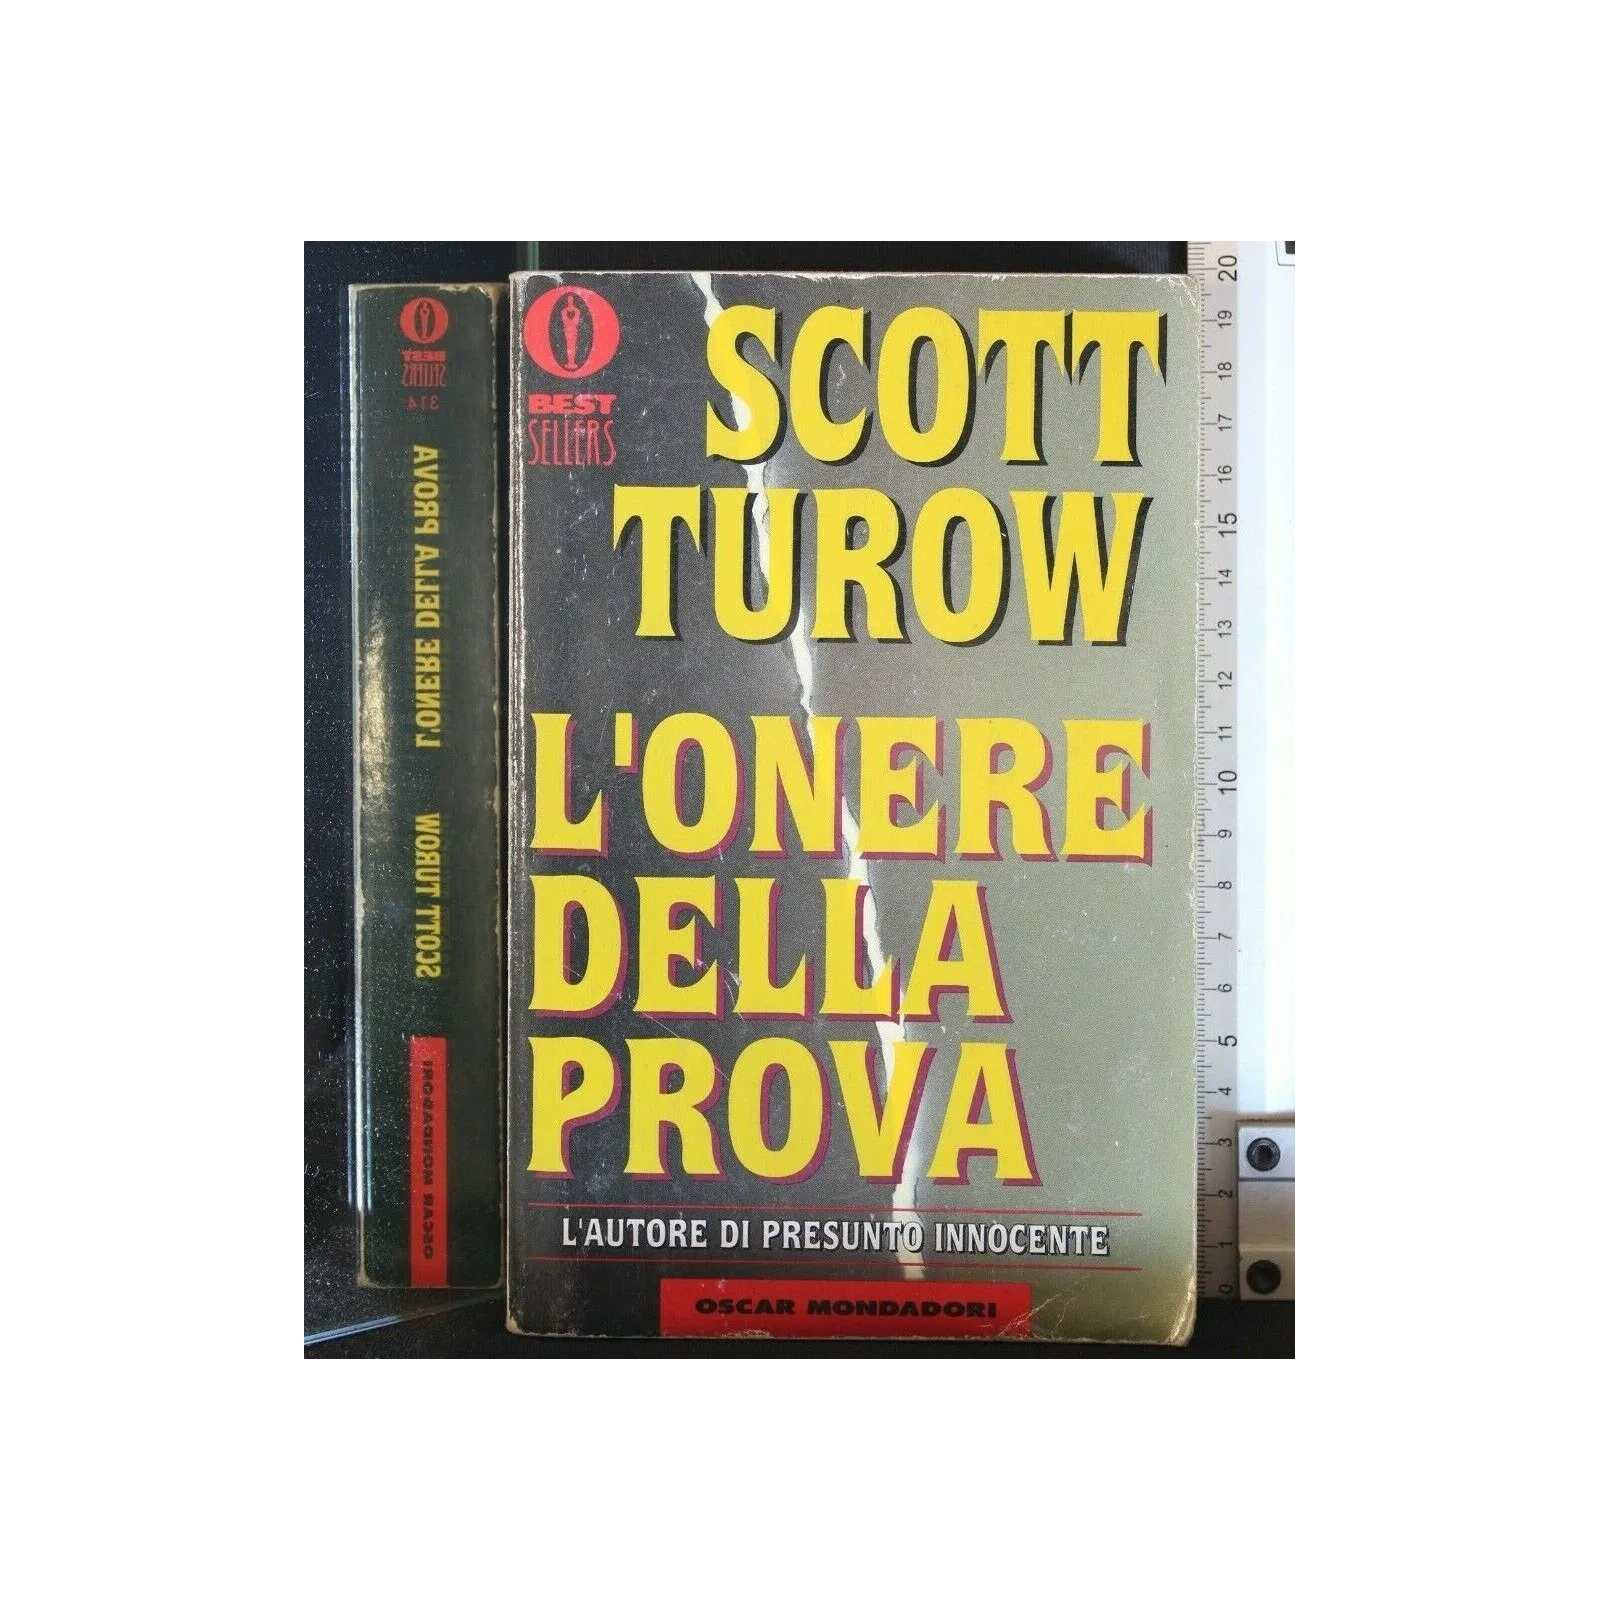 BEST
SELLERS
314
SCOTT TUROW L'ONERE DELLA PROVA
OSCAR MONDADORI
BEST
SELLERS
SCOTT
TUROW
L'ONERE
DELLA
PROVA
L'AUTORE DI PRESUNTO INNOCENTE
OSCAR MONDADORI
20
19
18
17
16
15
14
13
12
11
10
9
8
7
6
5
4
3
2
1
0